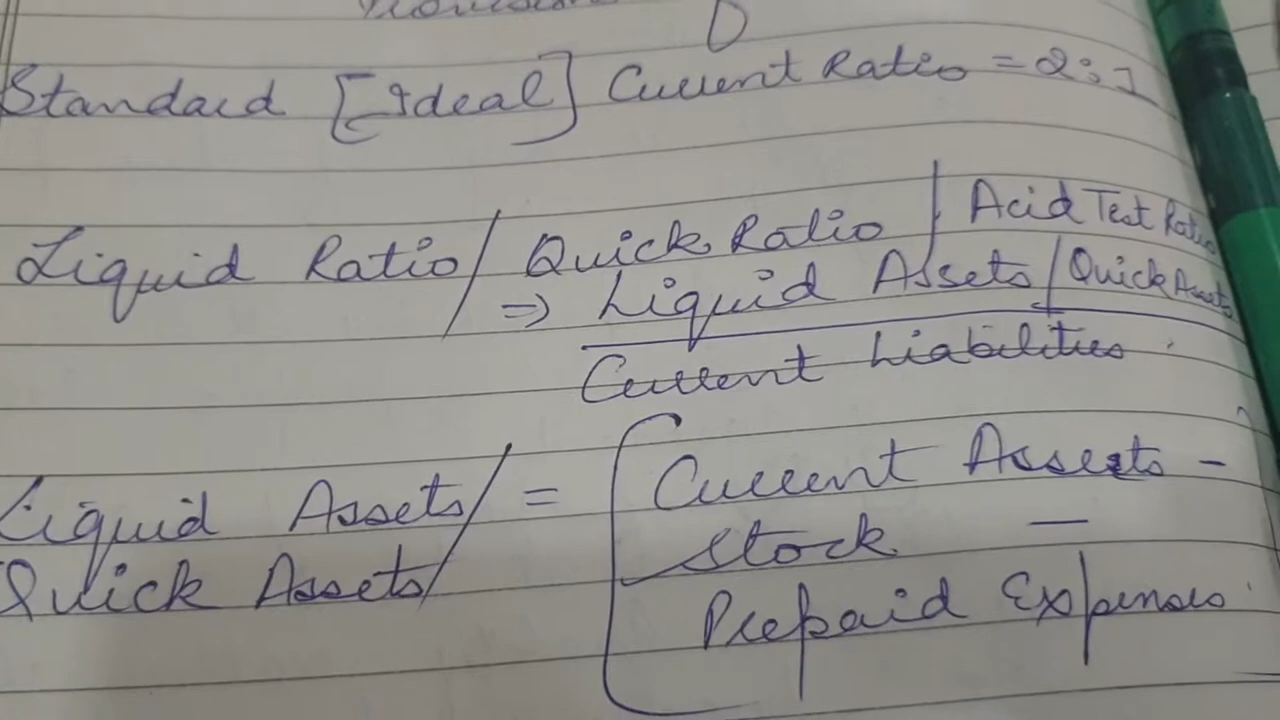 Standard [Ideal] Current Ratio = 2:1
Liquid Ratio/ Quick Ratio / Acid Test Ratio
⇒ Liquid Assets/Quick Assets
Current Liabilities
Liquid Assets/ = Current Assets -
Quick Assets/ Stock —
Prepaid Expenses